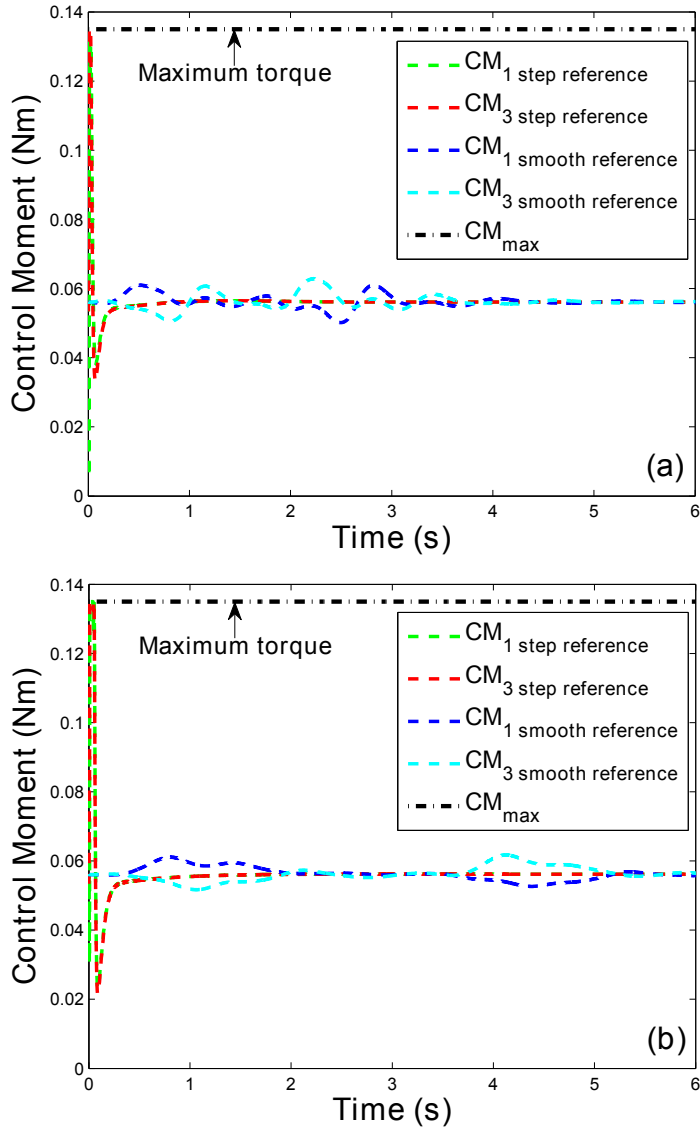 0.14
0.12
0.1
0.08
0.06
0.04
0.02
0
Control Moment (Nm)
Maximum torque
CM1 step reference
CM3 step reference
CM1 smooth reference
CM3 smooth reference
CMmax
(a)
0 1 2 3 4 5 6
Time (s)
0.14
0.12
0.1
0.08
0.06
0.04
0.02
0
Control Moment (Nm)
Maximum torque
CM1 step reference
CM3 step reference
CM1 smooth reference
CM3 smooth reference
CMmax
(b)
0 1 2 3 4 5 6
Time (s)